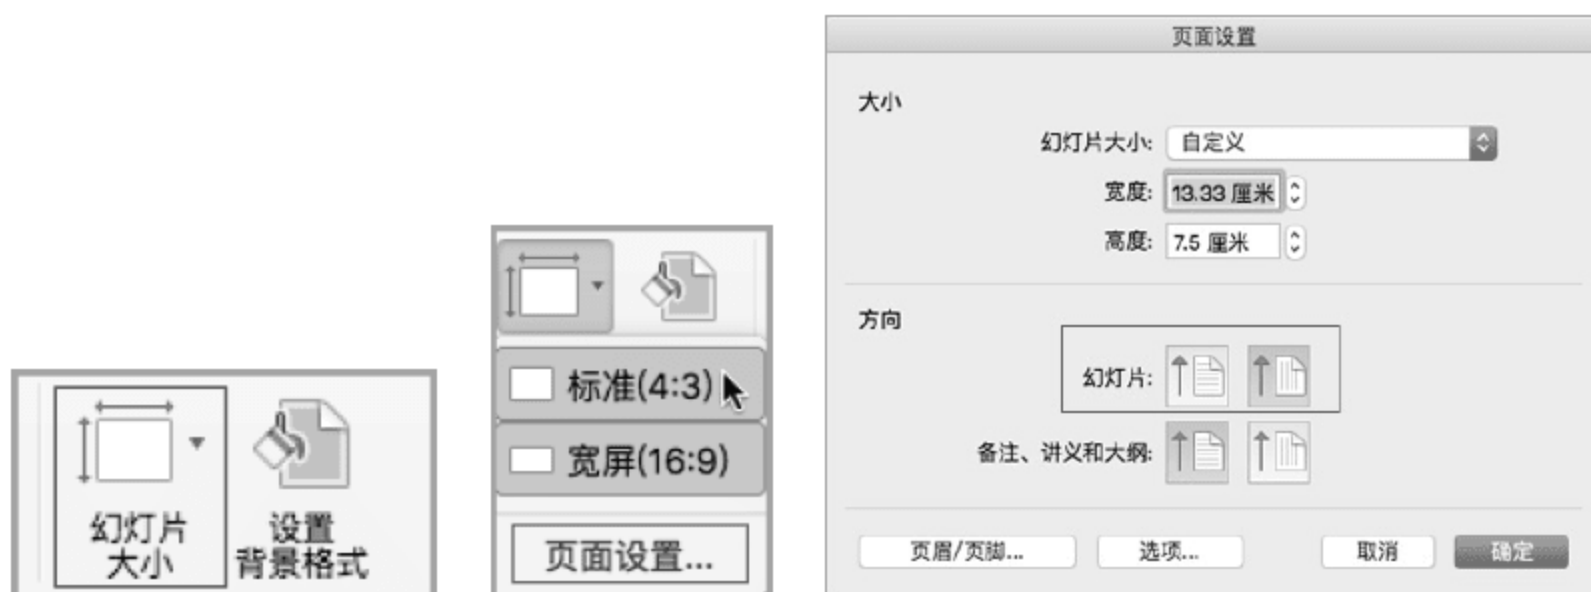 幻灯片
大小
设置
背景格式
标准(4:3)
宽屏(16:9)
页面设置...
页面设置
大小
幻灯片大小: 自定义
宽度: 13.33 厘米
高度: 7.5 厘米
方向
幻灯片:
备注、讲义和大纲:
页眉/页脚... 选项... 取消 确定